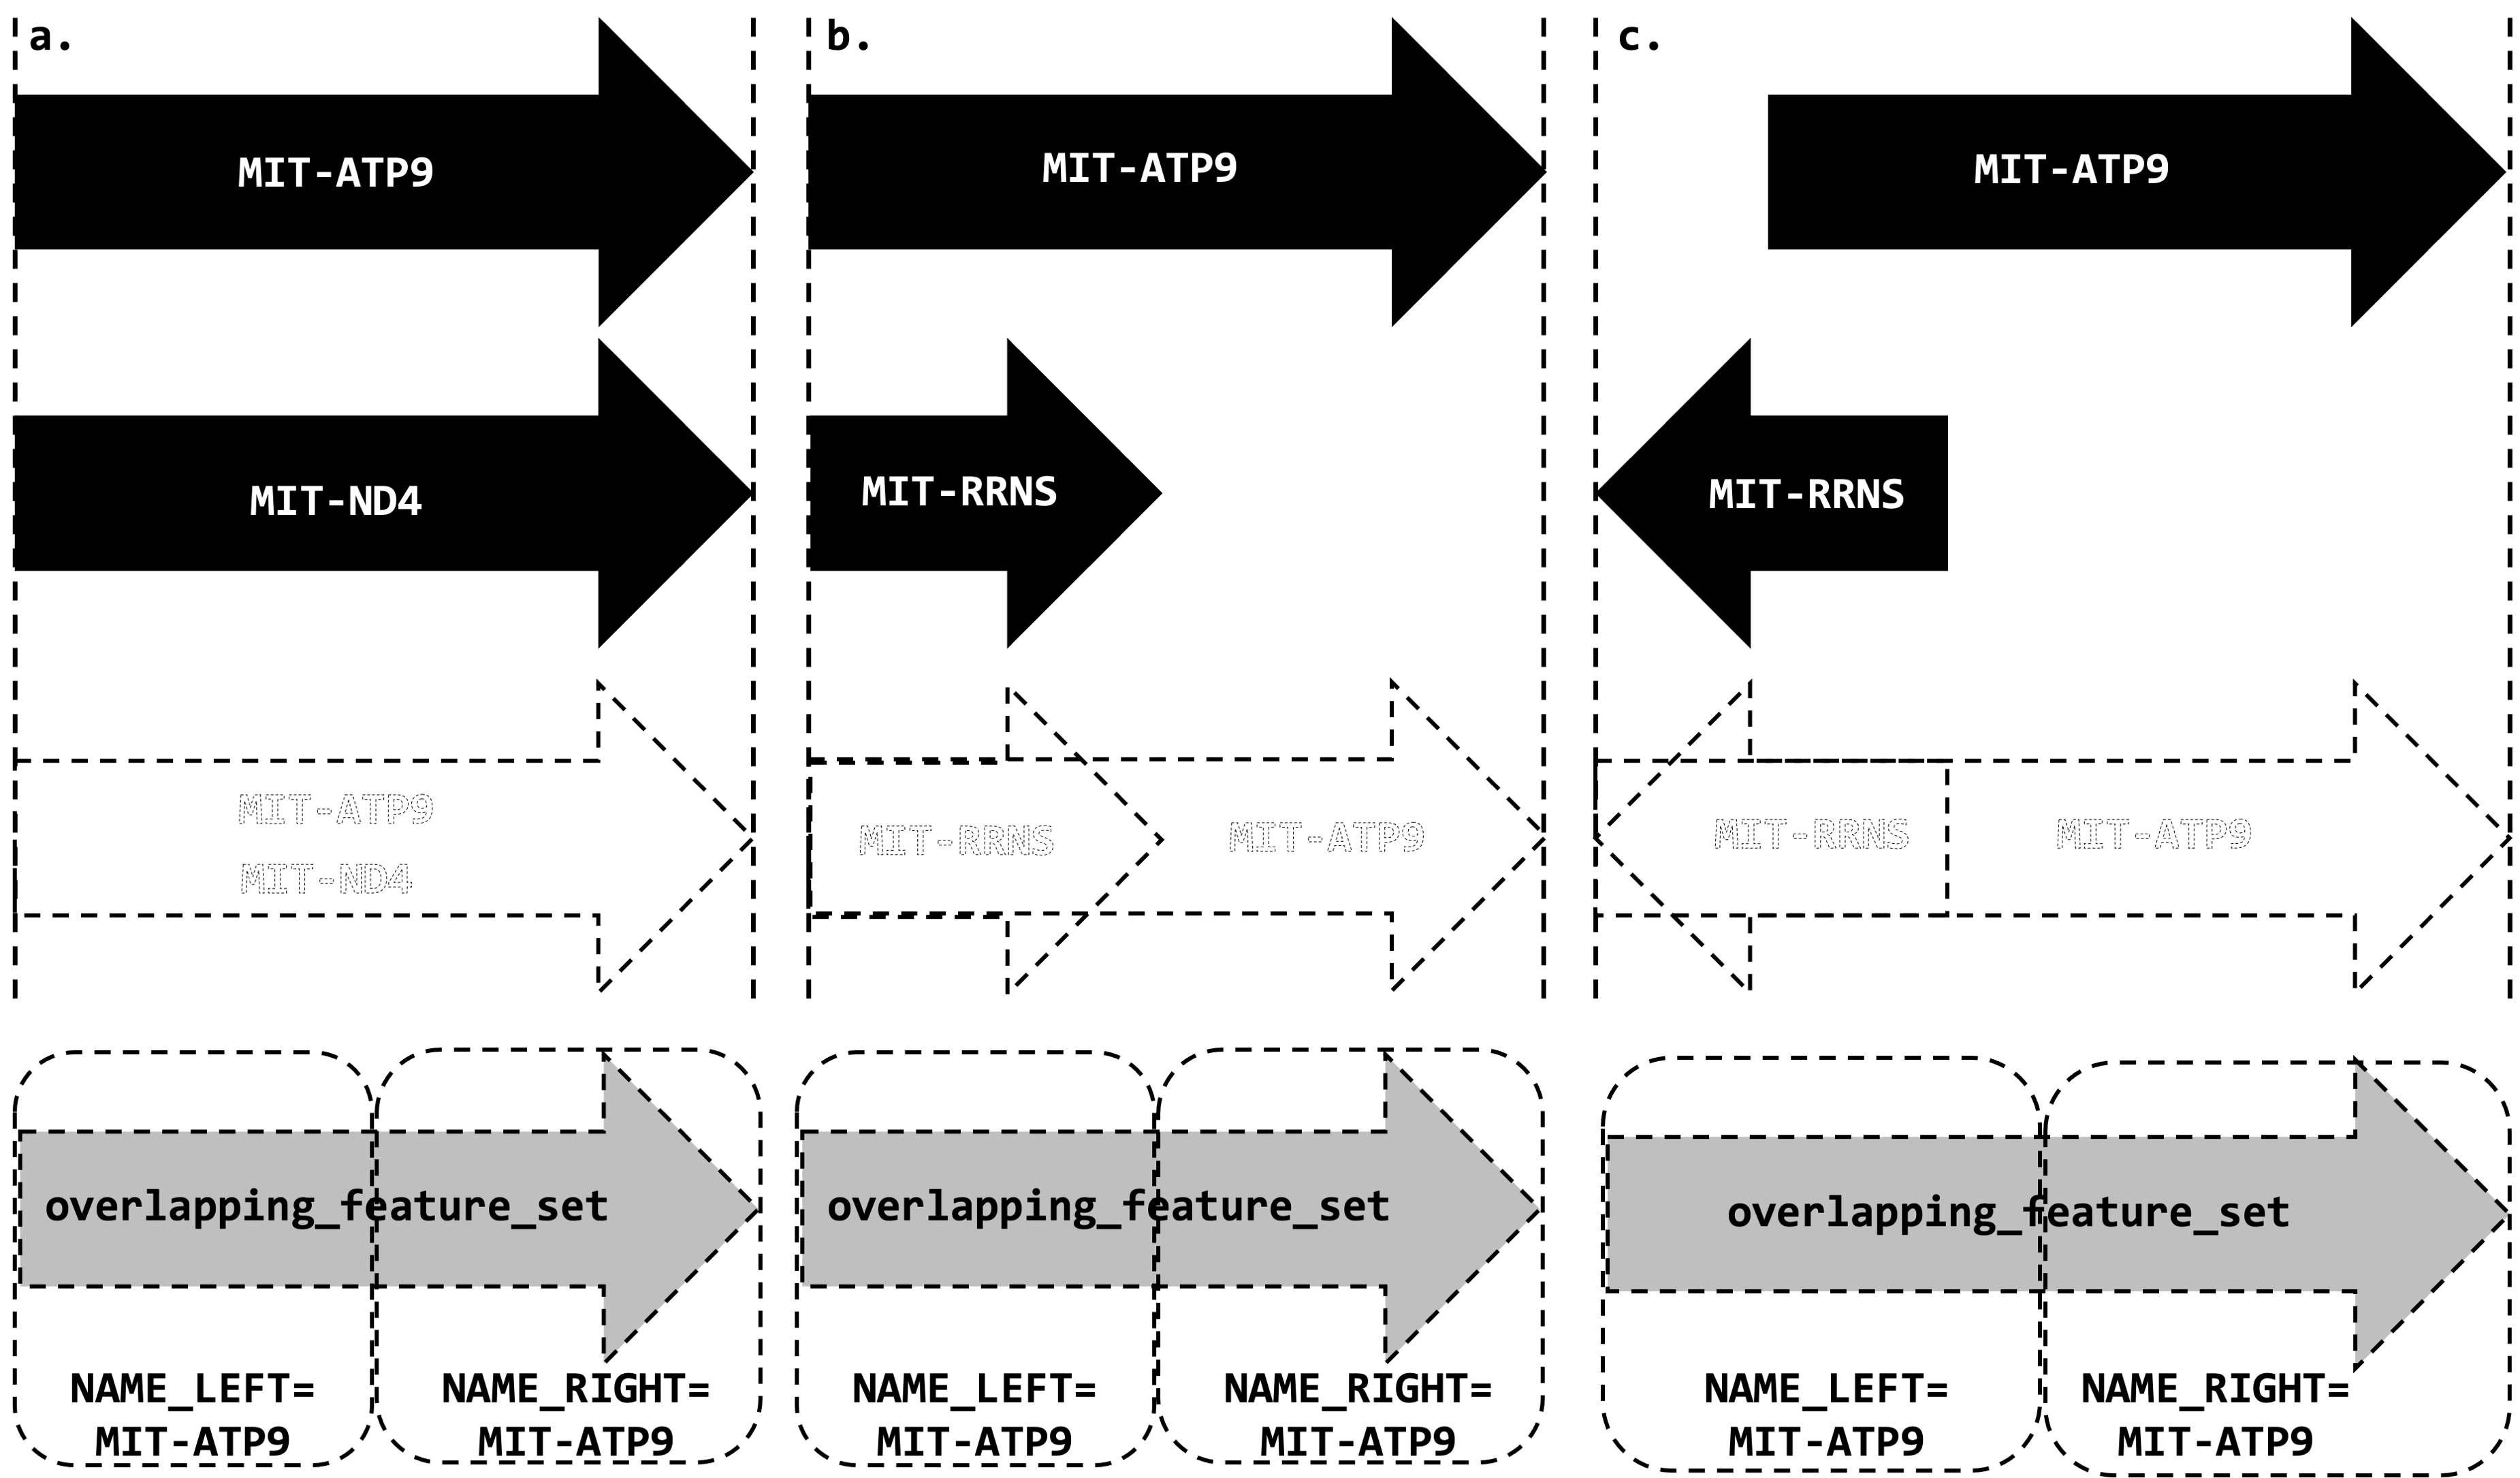 a.
MIT-ATP9
MIT-ND4
MIT-ATP9
MIT-ND4
overlapping_feature_set
NAME_LEFT=
MIT-ATP9
NAME_RIGHT=
MIT-ATP9
b.
MIT-ATP9
MIT-RRNS
MIT-RRNS
MIT-ATP9
overlapping_feature_set
NAME_LEFT=
MIT-ATP9
NAME_RIGHT=
MIT-ATP9
c.
MIT-ATP9
MIT-RRNS
MIT-RRNS
MIT-ATP9
overlapping_feature_set
NAME_LEFT=
MIT-ATP9
NAME_RIGHT=
MIT-ATP9